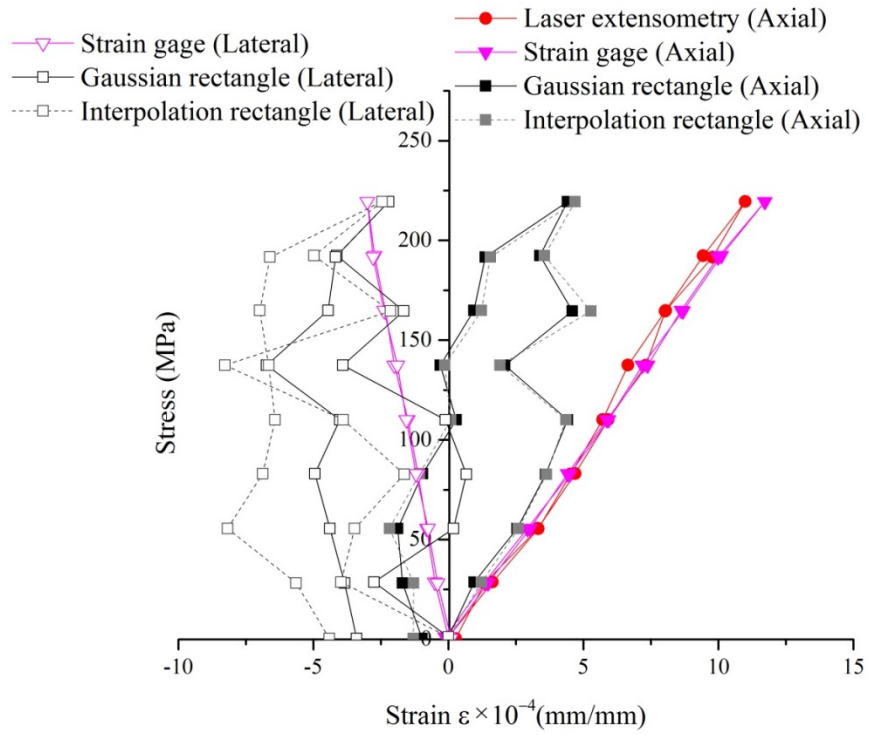 Strain gage (Lateral)
Gaussian rectangle (Lateral)
Interpolation rectangle (Lateral)
Laser extensometry (Axial)
Strain gage (Axial)
Gaussian rectangle (Axial)
Interpolation rectangle (Axial)
250
200
150
100
50
0
Stress (MPa)
-10 -5 0 5 10 15
Strain ε×10⁻⁴(mm/mm)